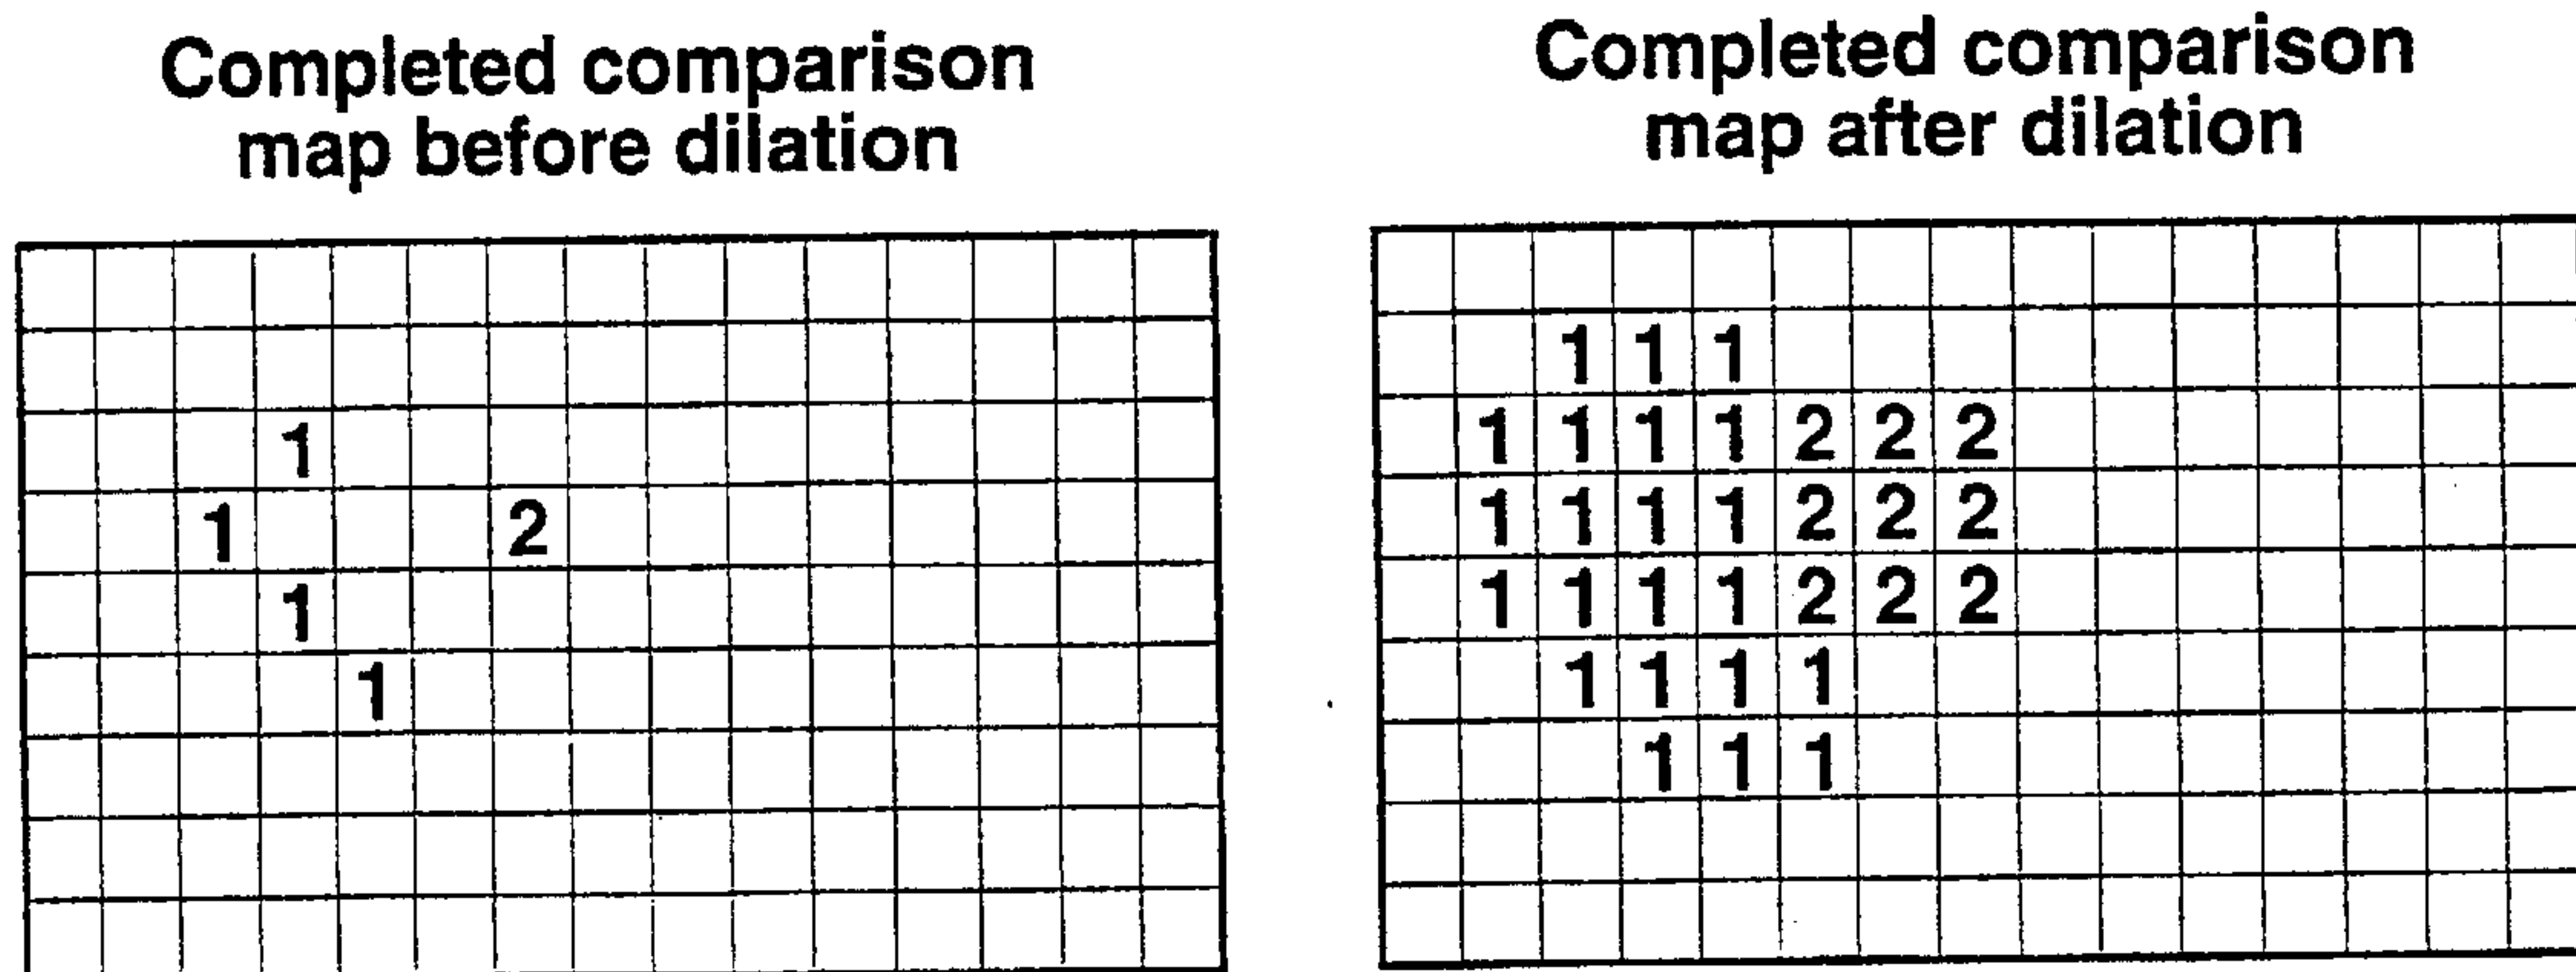 Completed comparison
map before dilation
1
1 2
1
1
Completed comparison
map after dilation
1 1 1
1 1 1 1 2 2 2
1 1 1 1 2 2 2
1 1 1 1 2 2 2
1 1 1 1
1 1 1